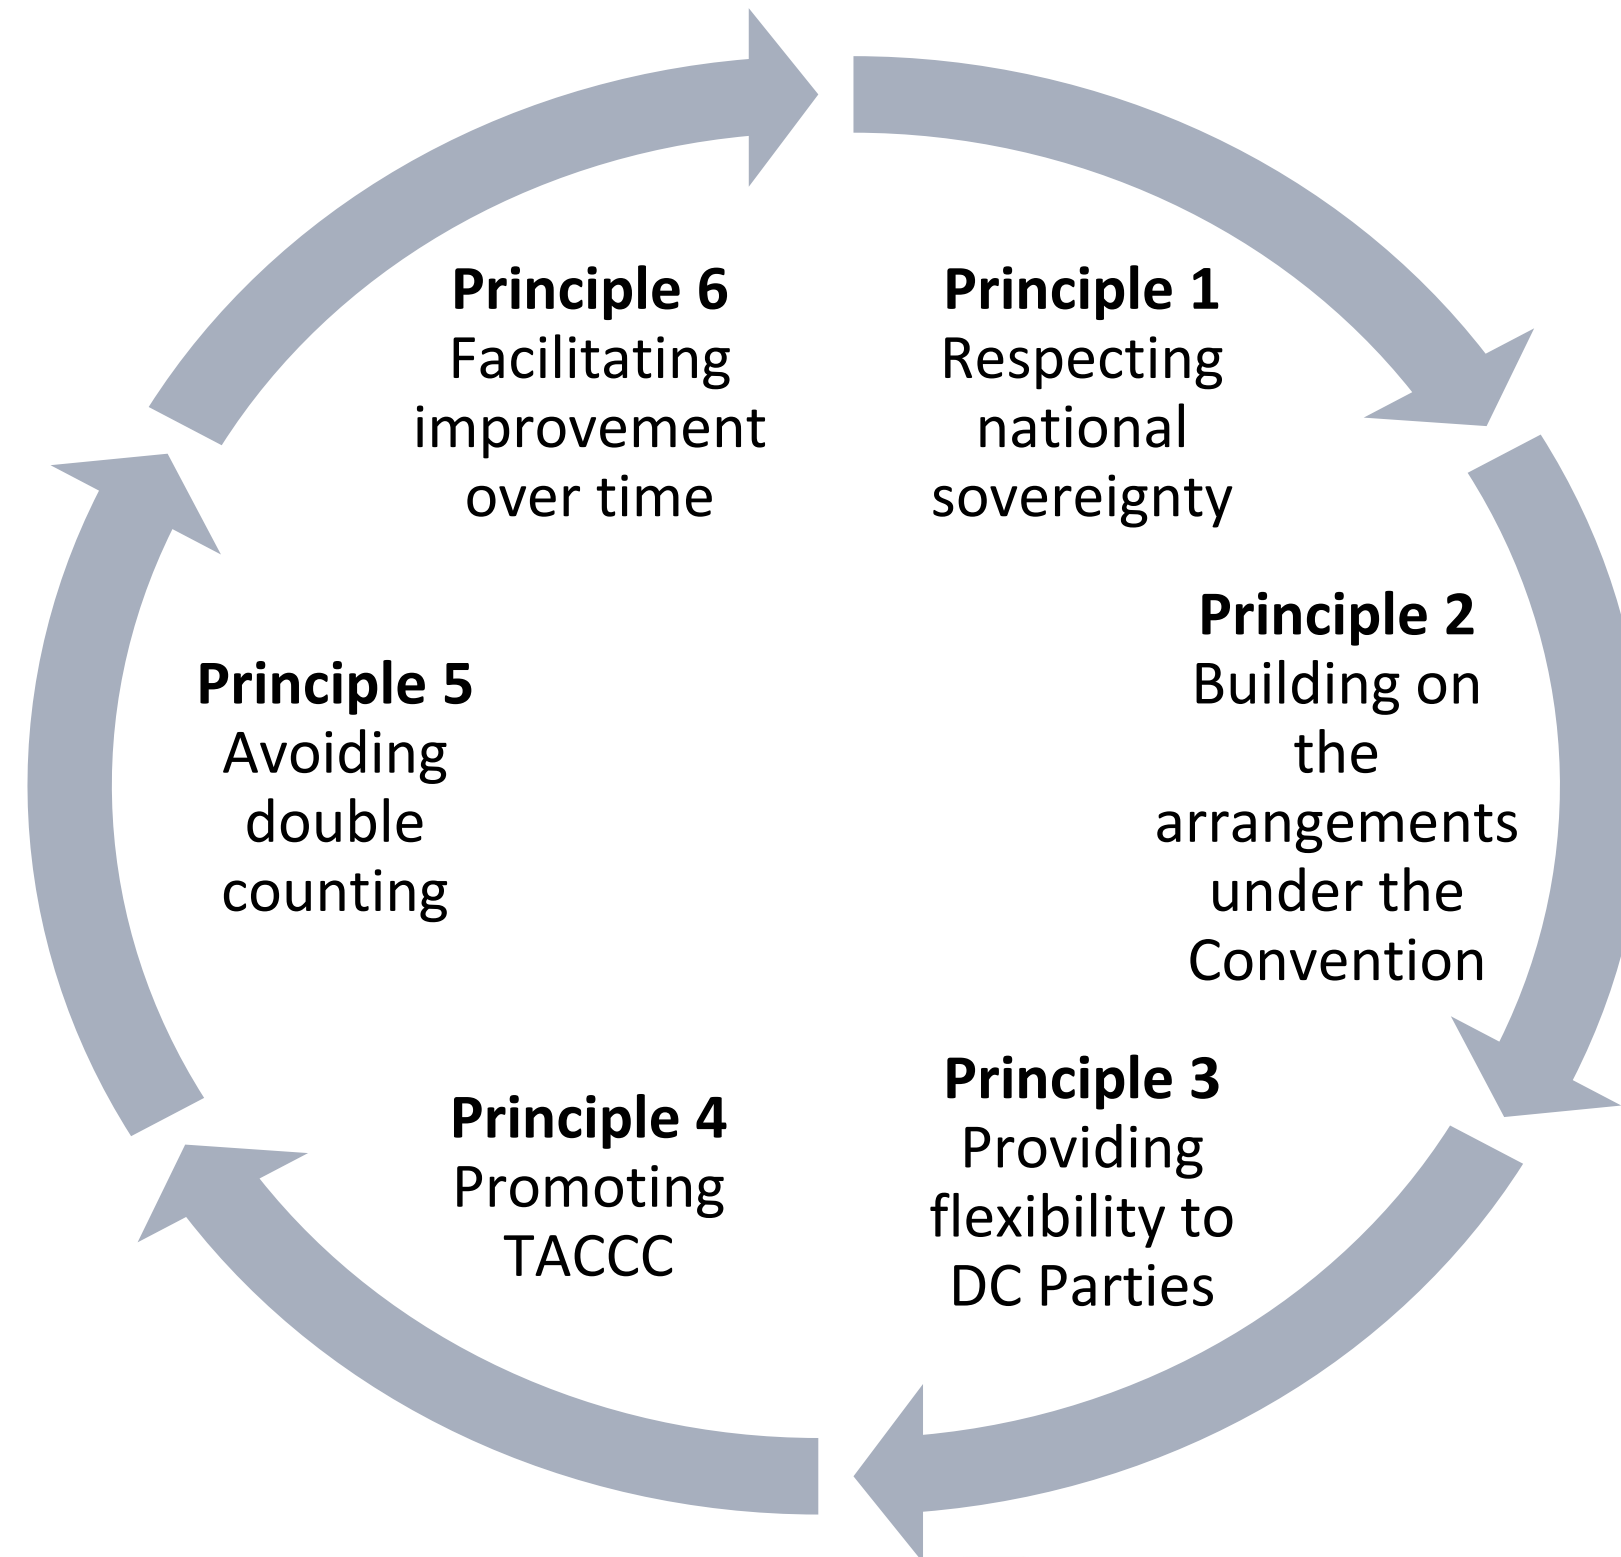 Principle 1
Respecting
national
sovereignty
Principle 2
Building on
the
arrangements
under the
Convention
Principle 3
Providing
flexibility to
DC Parties
Principle 4
Promoting
TACCC
Principle 5
Avoiding
double
counting
Principle 6
Facilitating
improvement
over time